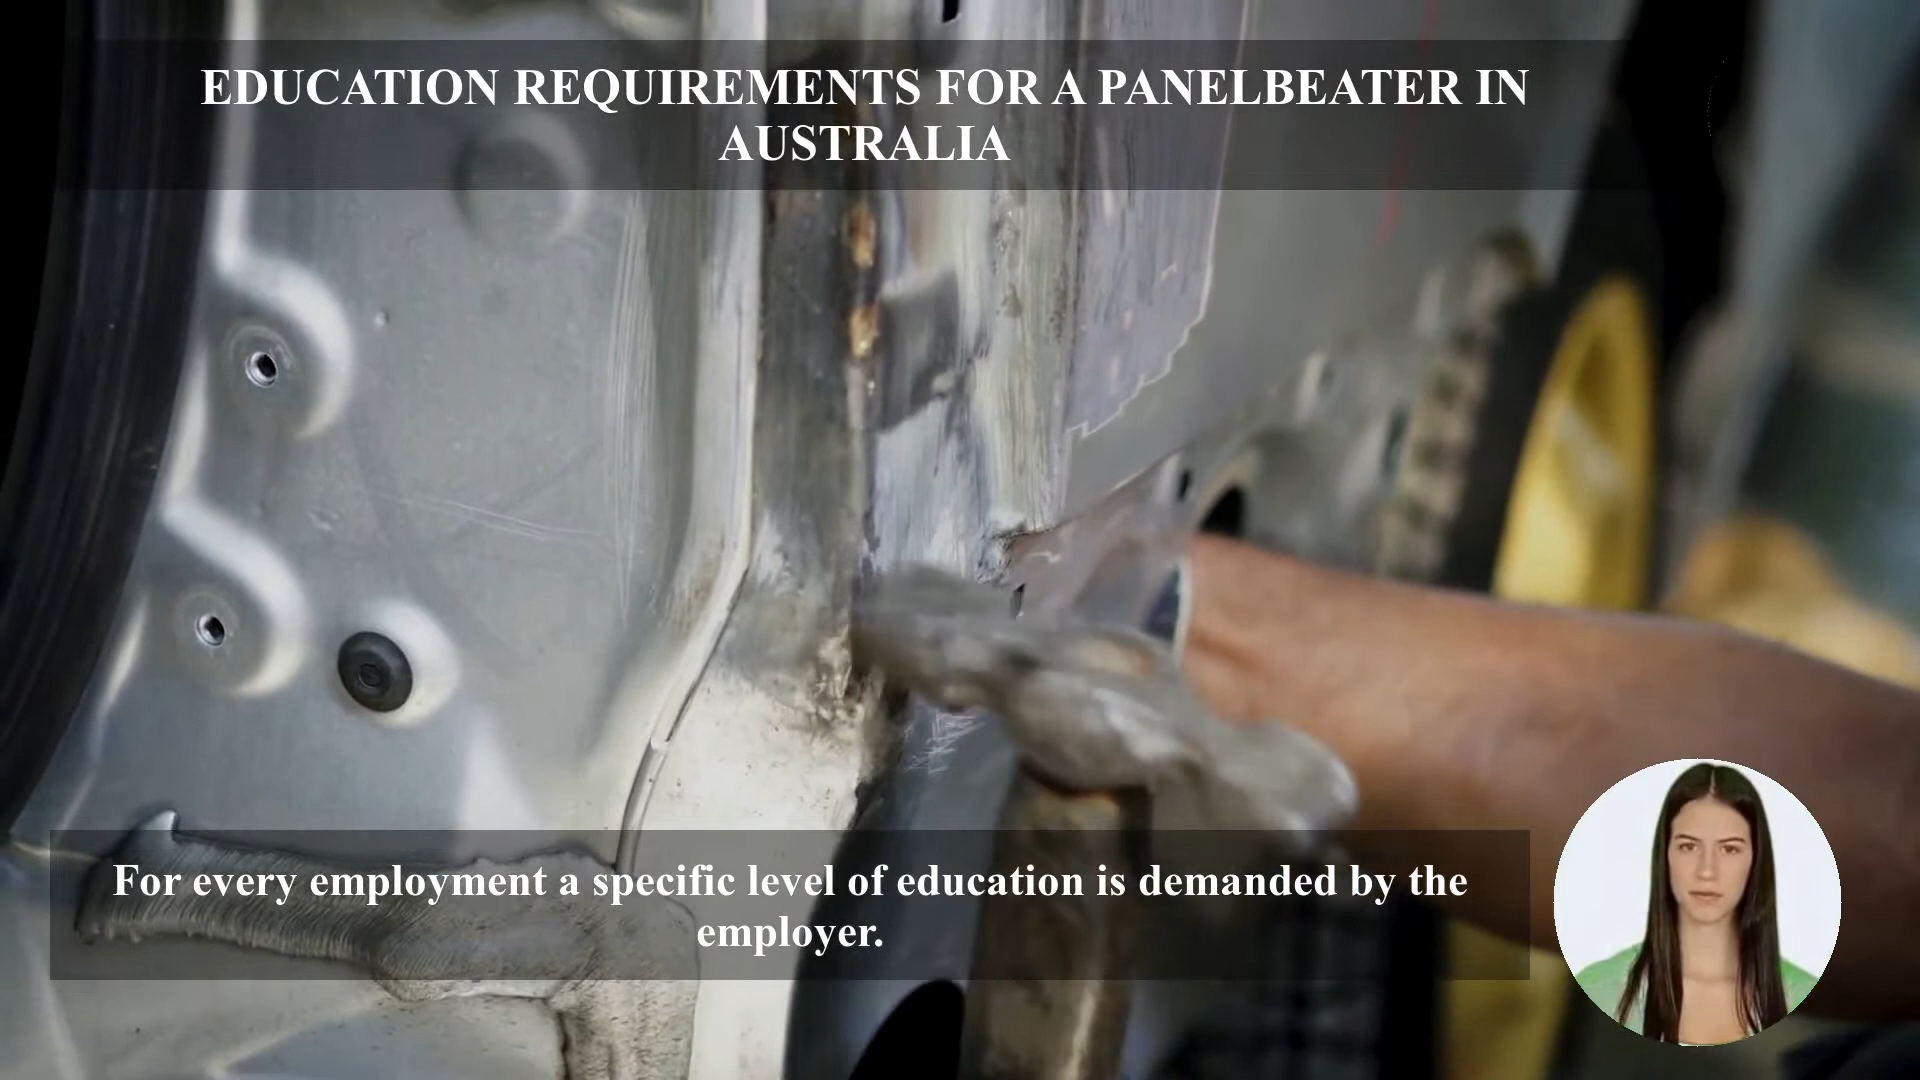 EDUCATION REQUIREMENTS FOR A PANELBEATER IN
AUSTRALIA
For every employment a specific level of education is demanded by the
employer.